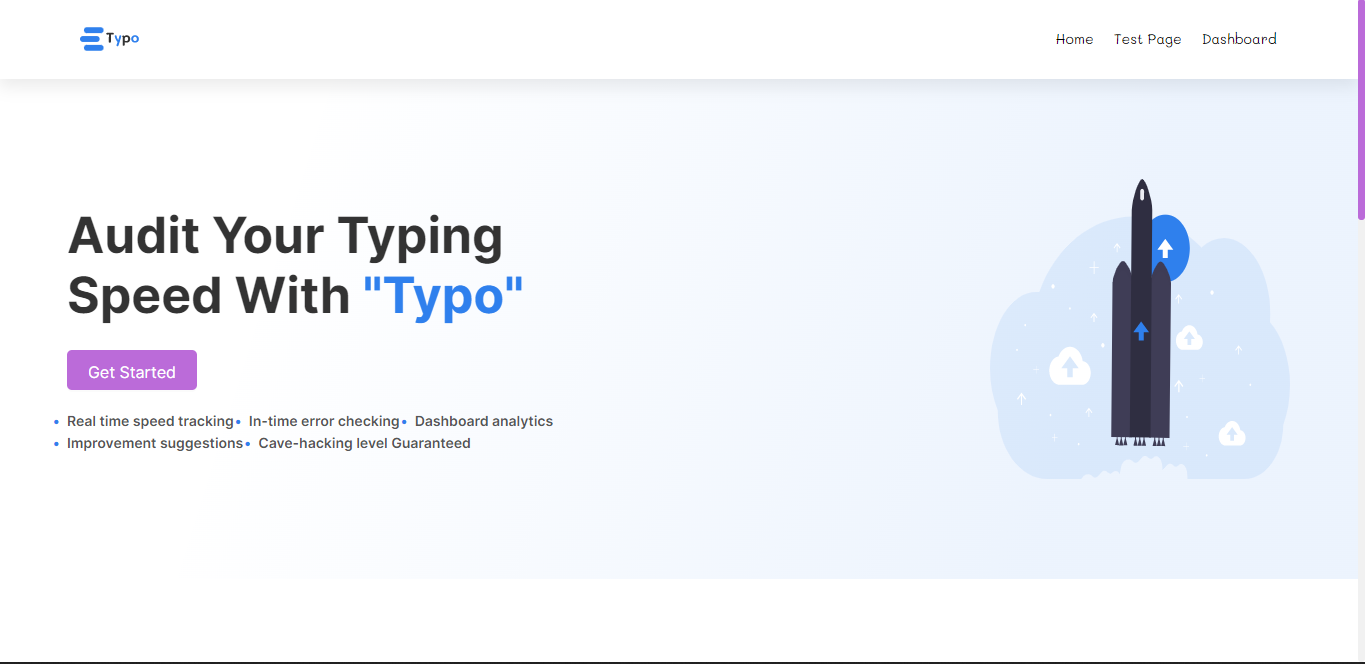 Typo
Home Test Page Dashboard
Audit Your Typing
Speed With "Typo"
Get Started
• Real time speed tracking • In-time error checking • Dashboard analytics
• Improvement suggestions • Cave-hacking level Guaranteed